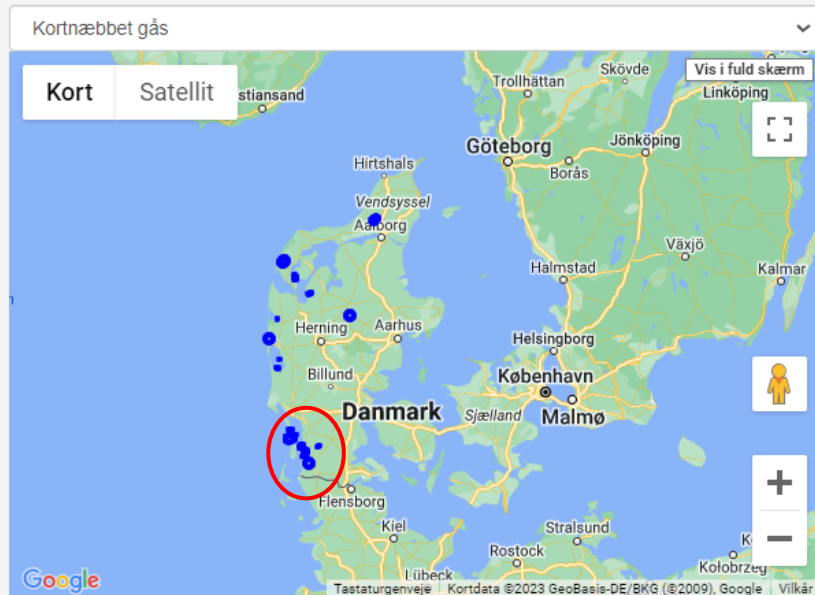 Kortnæbbet gås
Kort
Satellit
stiansand
Trollhättan
Skövde
Vis i fuld skærm
Linköping
Göteborg
Jönköping
Borås
Hirtshals
Vendsyssel
Aalborg
Växjö
Halmstad
Kalmar
Herning
Aarhus
Helsingborg
Billund
København
Danmark
Sjælland
Malmø
Flensborg
Kiel
Stralsund
Rostock
Kołobrzeg
Lübeck
Google
Tastaturgenveje
Kortdata ©2023 GeoBasis-DE/BKG (©2009), Google
Vilkår